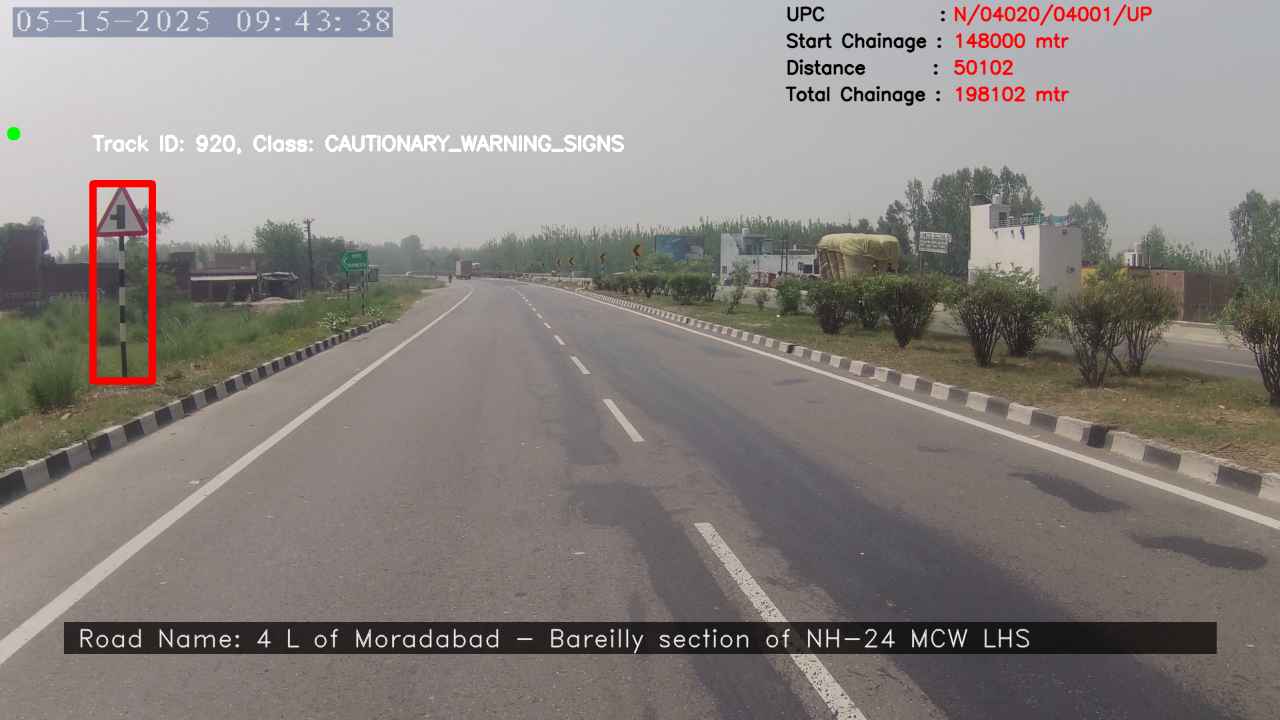 05-15-2025 09:43:38
UPC : N/04020/04001/UP
Start Chainage : 148000 mtr
Distance : 50102
Total Chainage : 198102 mtr
Track ID: 920, Class: CAUTIONARY_WARNING_SIGNS
Road Name: 4 L of Moradabad - Bareilly section of NH-24 MCW LHS